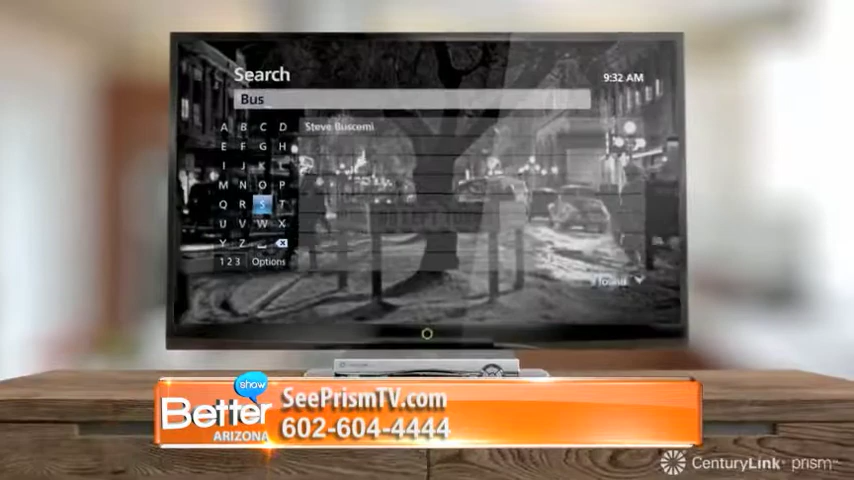 Search
9:32 AM
Bus
A B C D
Steve Buscemi
E F G H
I J K L
M N O P
Q R S T
U V W X
Y Z
1 2 3 Options
found
show
Better
ARIZONA
SeePrismTV.com
602-604-4444
CenturyLink prism